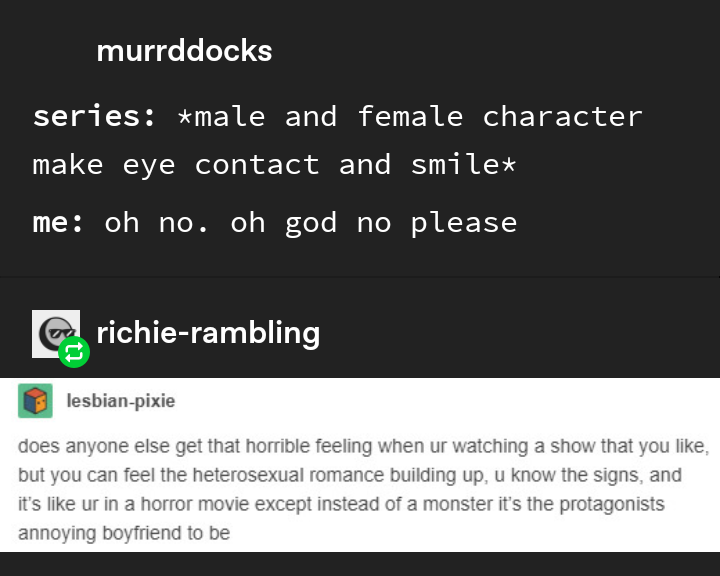 murrddocks
series: *male and female character
make eye contact and smile*
me: oh no. oh god no please
richie-rambling
lesbian-pixie
does anyone else get that horrible feeling when ur watching a show that you like,
but you can feel the heterosexual romance building up, u know the signs, and
it's like ur in a horror movie except instead of a monster it's the protagonists
annoying boyfriend to be